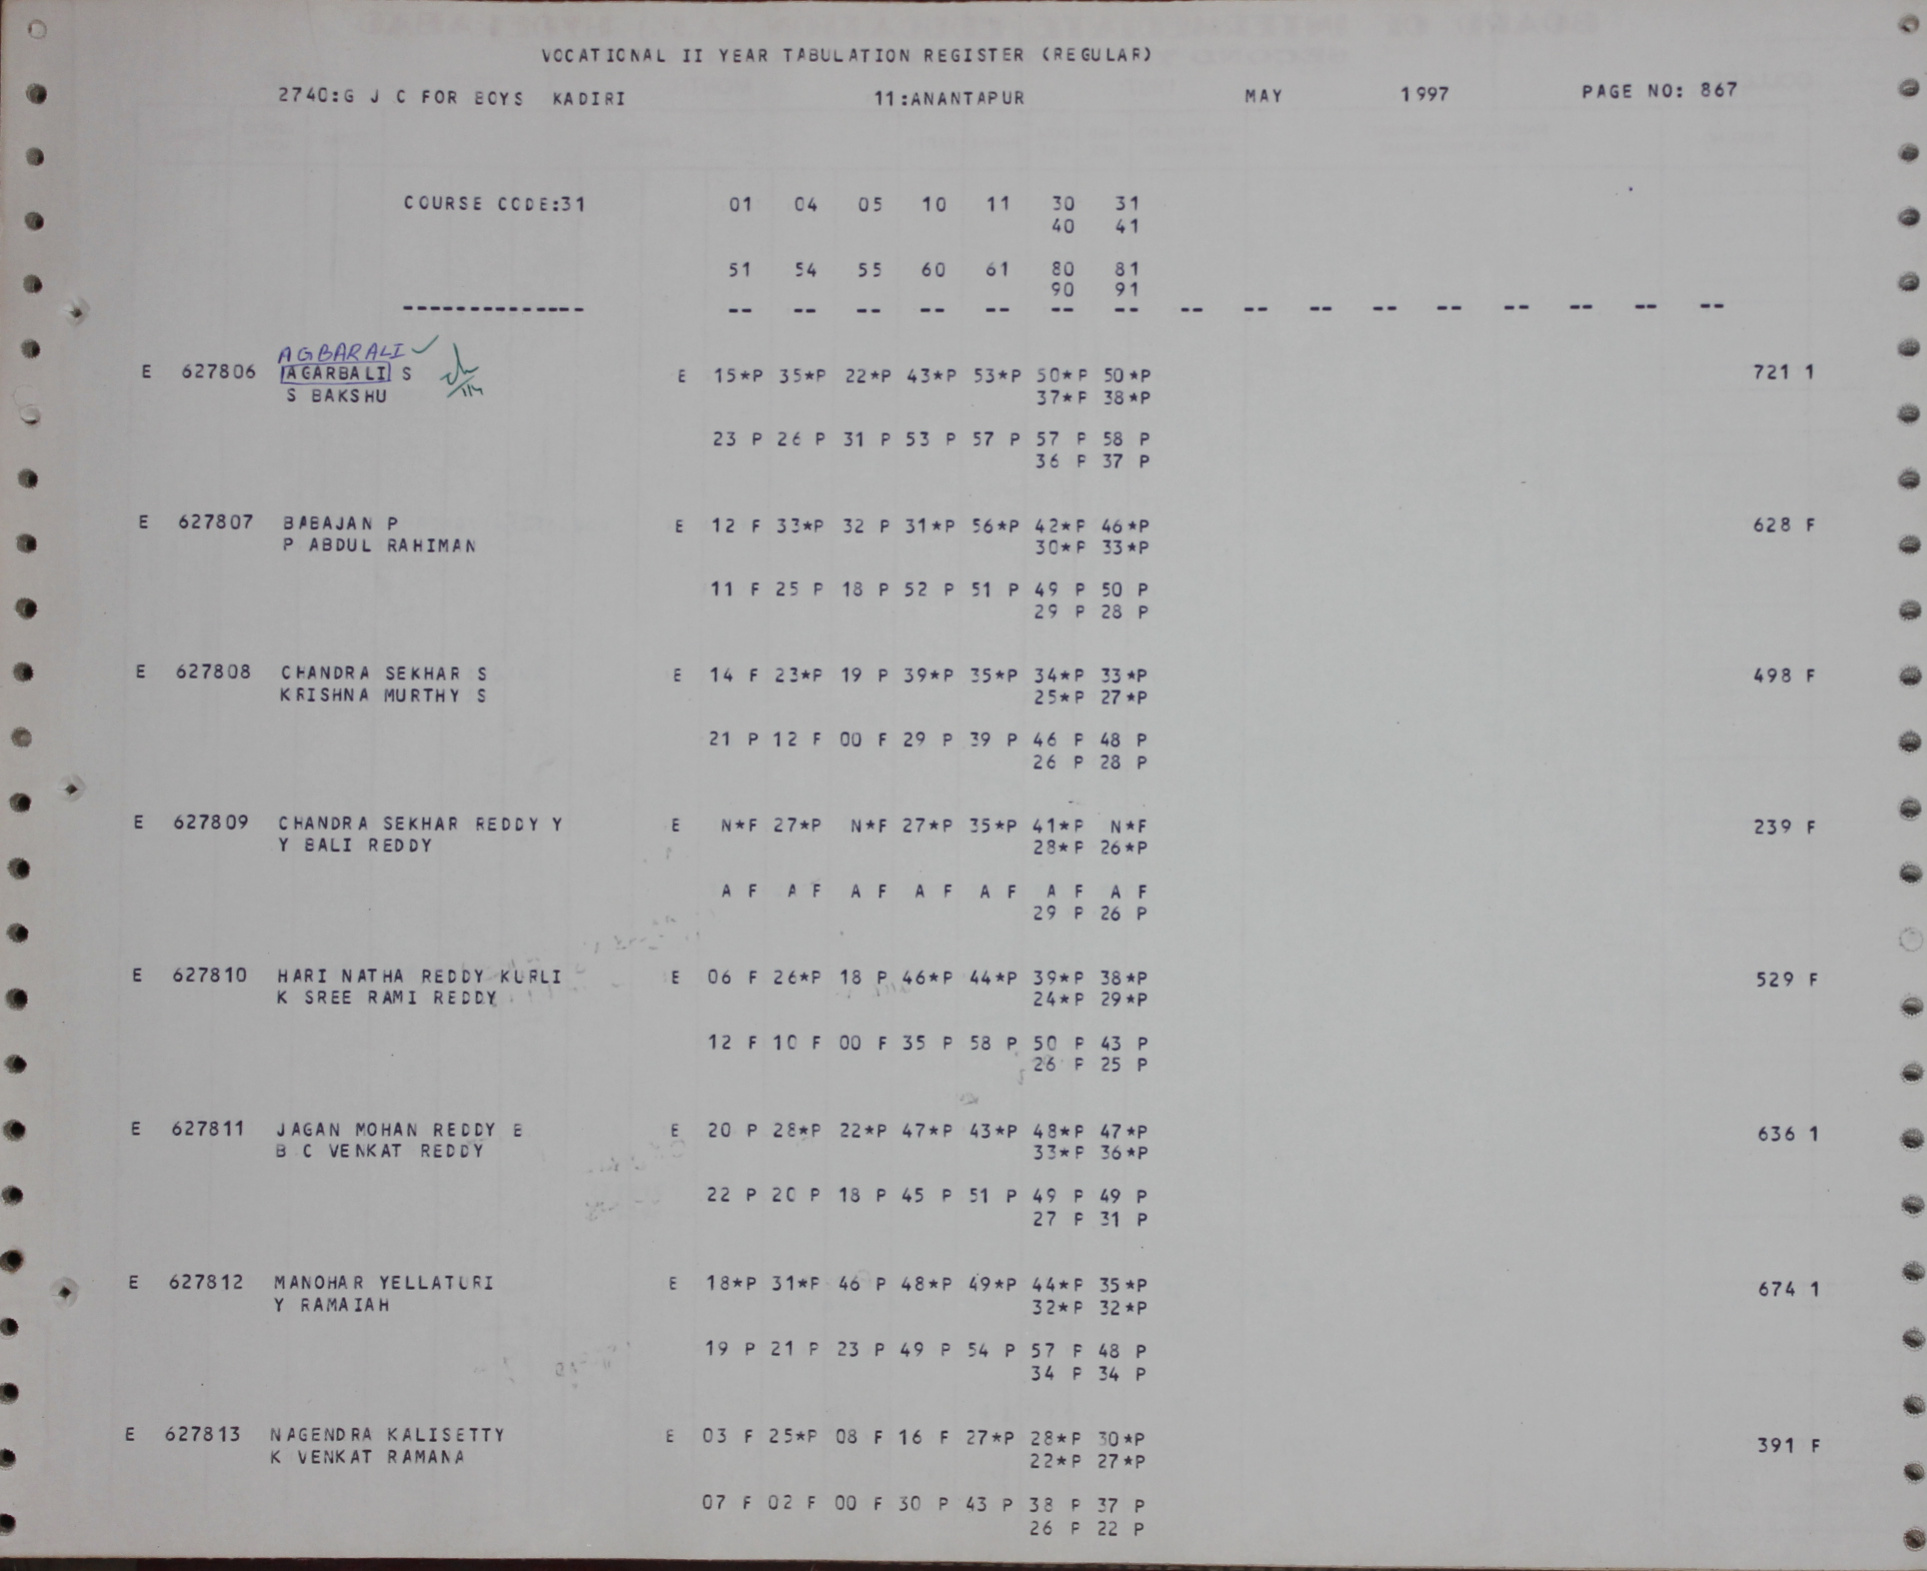 VOCATIONAL II YEAR TABULATION REGISTER (REGULAR)
2740:G J C FOR BOYS KADIRI 11:ANANTAPUR MAY 1997 PAGE NO: 867
COURSE CODE:31 01 04 05 10 11 30 31
40 41
51 54 55 60 61 80 81
90 91
-------------- -- -- -- -- -- -- -- -- -- -- -- -- -- -- -- --
AGBARALI ✓
E 627806 AGARBALI S E 15*P 35*P 22*P 43*P 53*P 50*P 50*P 721 1
S BAKSHU 37*P 38*P
23 P 26 P 31 P 53 P 57 P 57 P 58 P
36 P 37 P
E 627807 BABAJAN P E 12 F 33*P 32 P 31*P 56*P 42*P 46*P 628 F
P ABDUL RAHIMAN 30*P 33*P
11 F 25 P 18 P 52 P 51 P 49 P 50 P
29 P 28 P
E 627808 CHANDRA SEKHAR S E 14 F 23*P 19 P 39*P 35*P 34*P 33*P 498 F
KRISHNA MURTHY S 25*P 27*P
21 P 12 F 00 F 29 P 39 P 46 P 48 P
26 P 28 P
E 627809 CHANDRA SEKHAR REDDY Y E N*F 27*P N*F 27*P 35*P 41*P N*F 239 F
Y BALI REDDY 28*P 26*P
A F A F A F A F A F A F A F
29 P 26 P
E 627810 HARI NATHA REDDY KURLI E 06 F 26*P 18 P 46*P 44*P 39*P 38*P 529 F
K SREE RAMI REDDY 24*P 29*P
12 F 10 F 00 F 35 P 58 P 50 P 43 P
26 P 25 P
E 627811 JAGAN MOHAN REDDY B E 20 P 28*P 22*P 47*P 43*P 48*P 47*P 636 1
B C VENKAT REDDY 33*P 36*P
22 P 20 P 18 P 45 P 51 P 49 P 49 P
27 P 31 P
E 627812 MANOHAR YELLATURI E 18*P 31*P 46 P 48*P 49*P 44*P 35*P 674 1
Y RAMAIAH 32*P 32*P
19 P 21 P 23 P 49 P 54 P 57 P 48 P
34 P 34 P
E 627813 NAGENDRA KALISETTY E 03 F 25*P 08 F 16 F 27*P 28*P 30*P 391 F
K VENKAT RAMANA 22*P 27*P
07 F 02 F 00 F 30 P 43 P 38 P 37 P
26 P 22 P